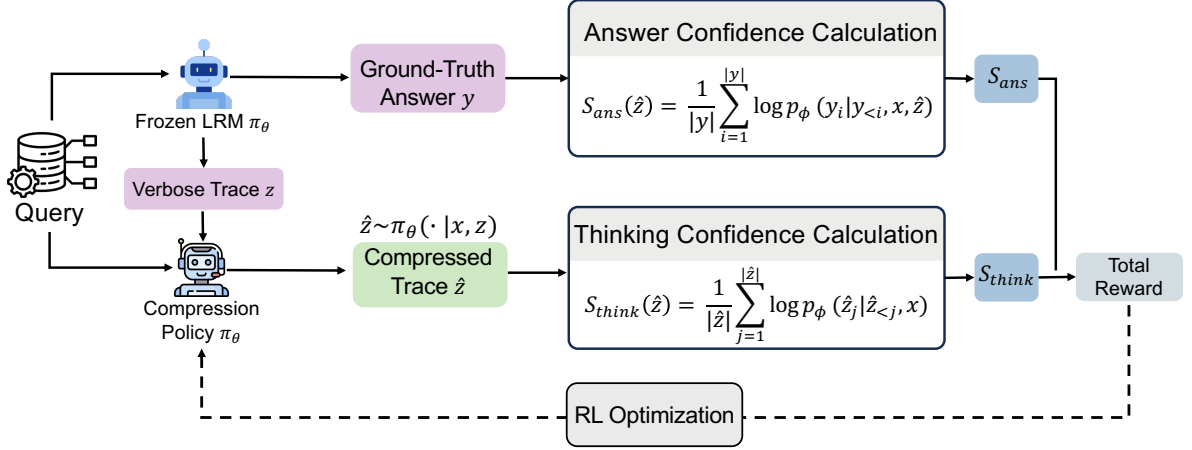 Query
Frozen LRM π_θ
Verbose Trace z
Compression
Policy π_θ
Ground-Truth
Answer y
ẑ~π_θ(· |x, z)
Compressed
Trace ẑ
Answer Confidence Calculation
S_ans(ẑ) = 1/|y| ∑_{i=1}^{|y|} log p_ϕ (y_i|y_{<i}, x, ẑ)
Thinking Confidence Calculation
S_think(ẑ) = 1/|ẑ| ∑_{j=1}^{|ẑ|} log p_ϕ (ẑ_j|ẑ_{<j}, x)
S_ans
S_think
Total
Reward
RL Optimization